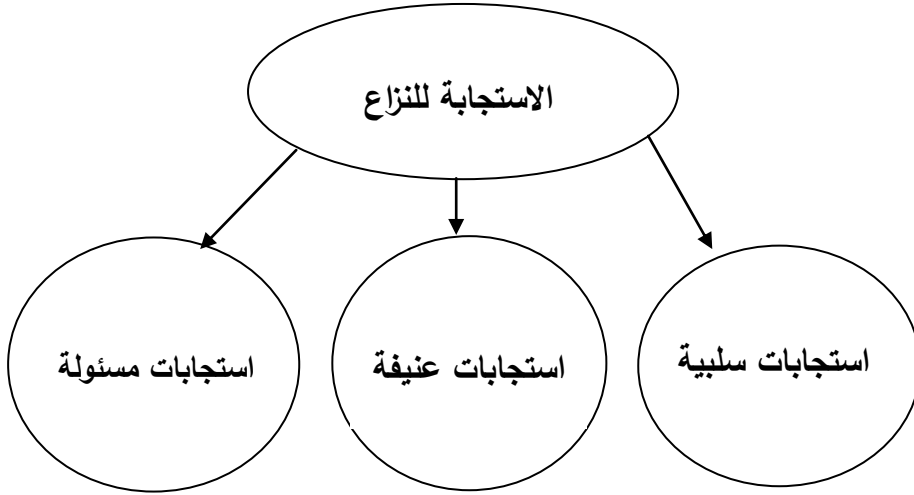 الاستجابة للنزاع
استجابات سلبية
استجابات عنيفة
استجابات مسئولة